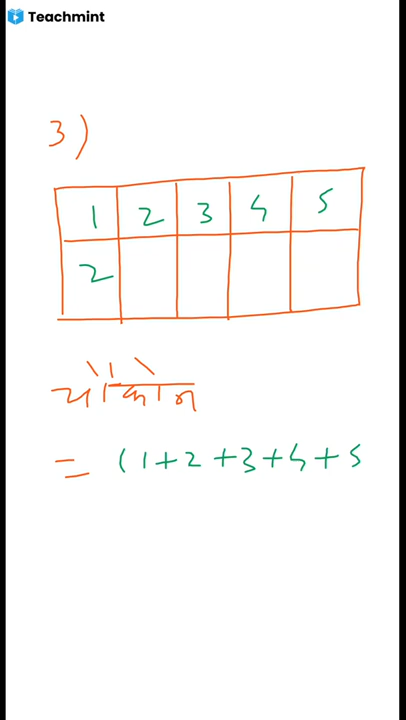 Teachmint
3)
1 2 3 4 5
2
= (1+2+3+4+5